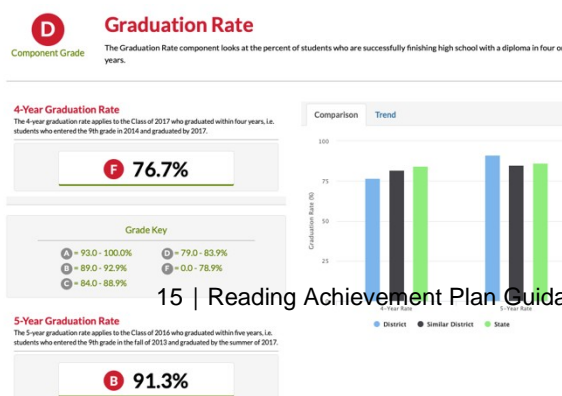 D
Component Grade
Graduation Rate
The Graduation Rate component looks at the percent of students who are successfully finishing high school with a diploma in four or
years.
4-Year Graduation Rate
The 4-year graduation rate applies to the Class of 2017 who graduated within four years, i.e.
students who entered the 9th grade in 2014 and graduated by 2017.
F 76.7%
Grade Key
A = 93.0 - 100.0%
B = 89.0 - 92.9%
C = 84.0 - 88.9%
D = 79.0 - 83.9%
F = 0.0 - 78.9%
5-Year Graduation Rate
The 5-year graduation rate applies to the Class of 2016 who graduated within five years, i.e.
students who entered the 9th grade in the fall of 2013 and graduated by the summer of 2017.
B 91.3%
Comparison Trend
Graduation Rate (%)
100
75
50
25
4-Year Rate 5-Year Rate
District Similar District State
15 | Reading Achievement Plan Guida